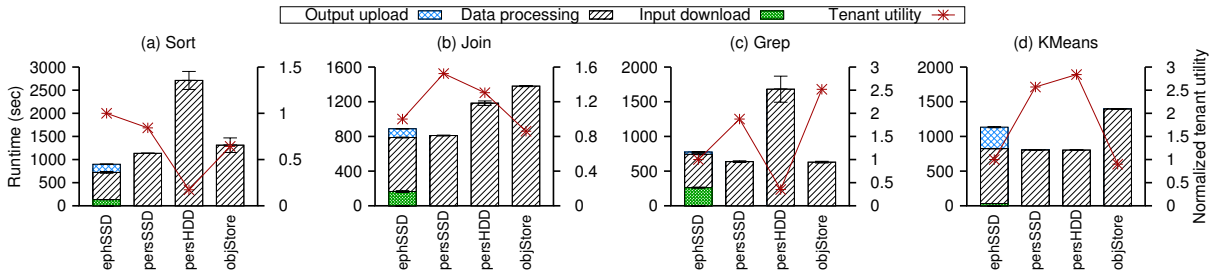 Output upload Data processing Input download Tenant utility
(a) Sort
(b) Join
(c) Grep
(d) KMeans
Runtime (sec)
3000
2500
2000
1500
1000
500
0
1.5
1
0.5
0
ephSSD
persSSD
persHDD
objStore
1600
1200
800
400
0
1.6
1.2
0.8
0.4
0
ephSSD
persSSD
persHDD
objStore
2000
1500
1000
500
0
3
2.5
2
1.5
1
0.5
0
ephSSD
persSSD
persHDD
objStore
2000
1500
1000
500
0
3
2.5
2
1.5
1
0.5
0
ephSSD
persSSD
persHDD
objStore
Normalized tenant utility